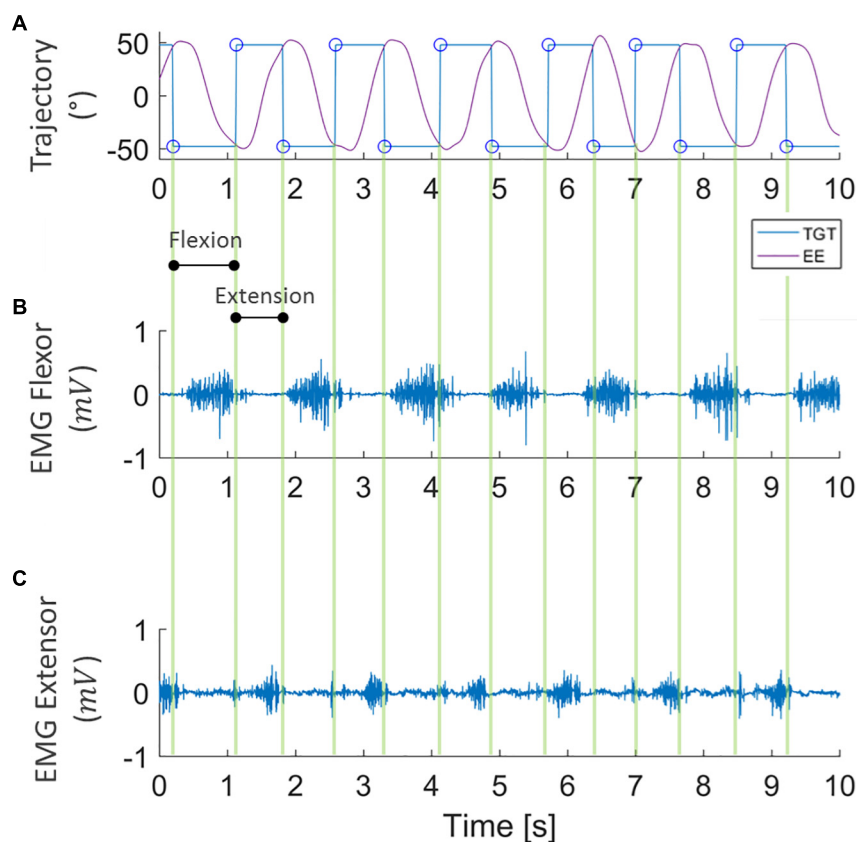 A
Trajectory
(°)
50
0
-50
0 1 2 3 4 5 6 7 8 9 10
Flexion
TGT
EE
Extension
B
EMG Flexor
(mV)
1
0
-1
0 1 2 3 4 5 6 7 8 9 10
C
EMG Extensor
(mV)
1
0
-1
0 1 2 3 4 5 6 7 8 9 10
Time [s]